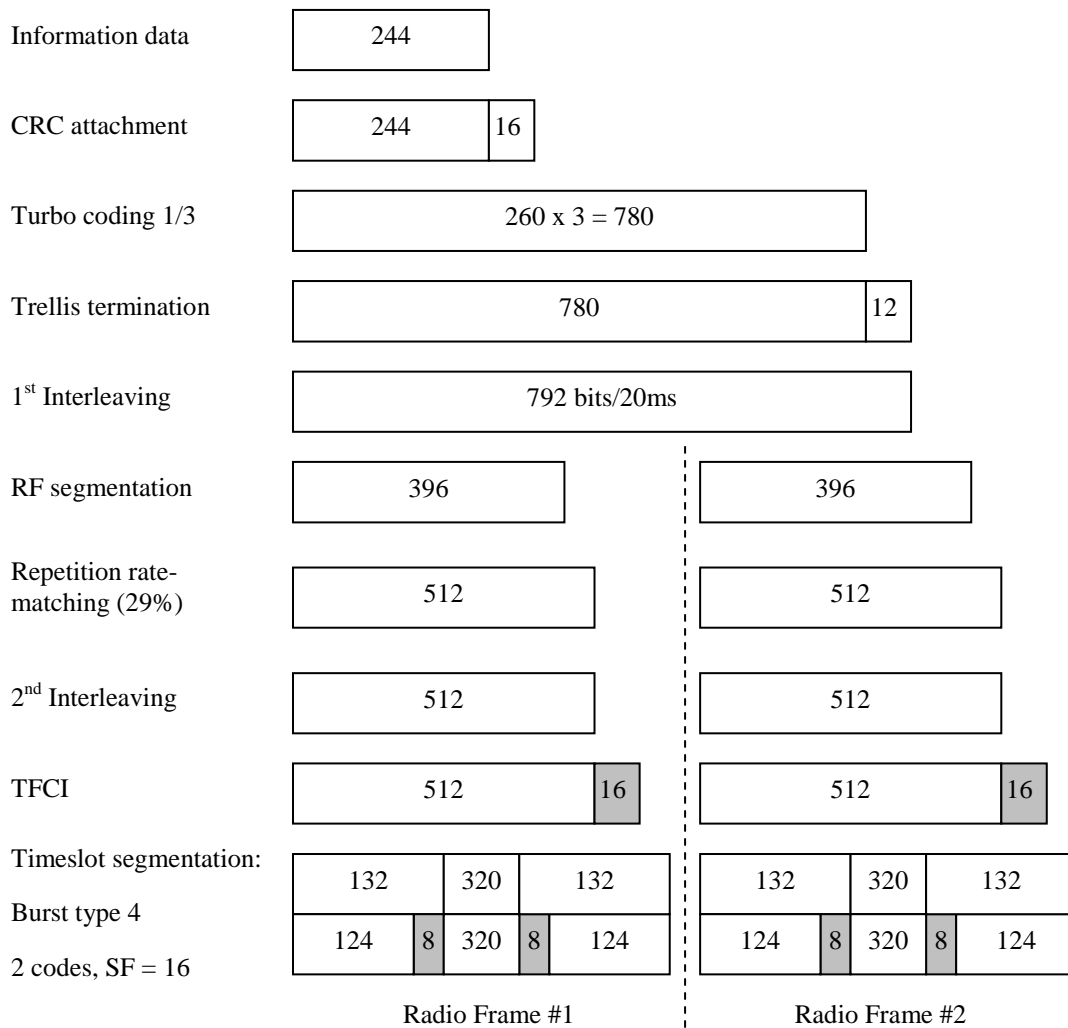 Information data
244
CRC attachment
244 16
Turbo coding 1/3
260 x 3 = 780
Trellis termination
780 12
1st Interleaving
792 bits/20ms
RF segmentation
396 396
Repetition rate-
matching (29%)
512 512
2nd Interleaving
512 512
TFCI
512 16 512 16
Timeslot segmentation:
132 320 132 132 320 132
Burst type 4
124 8 320 8 124 124 8 320 8 124
2 codes, SF = 16
Radio Frame #1 Radio Frame #2